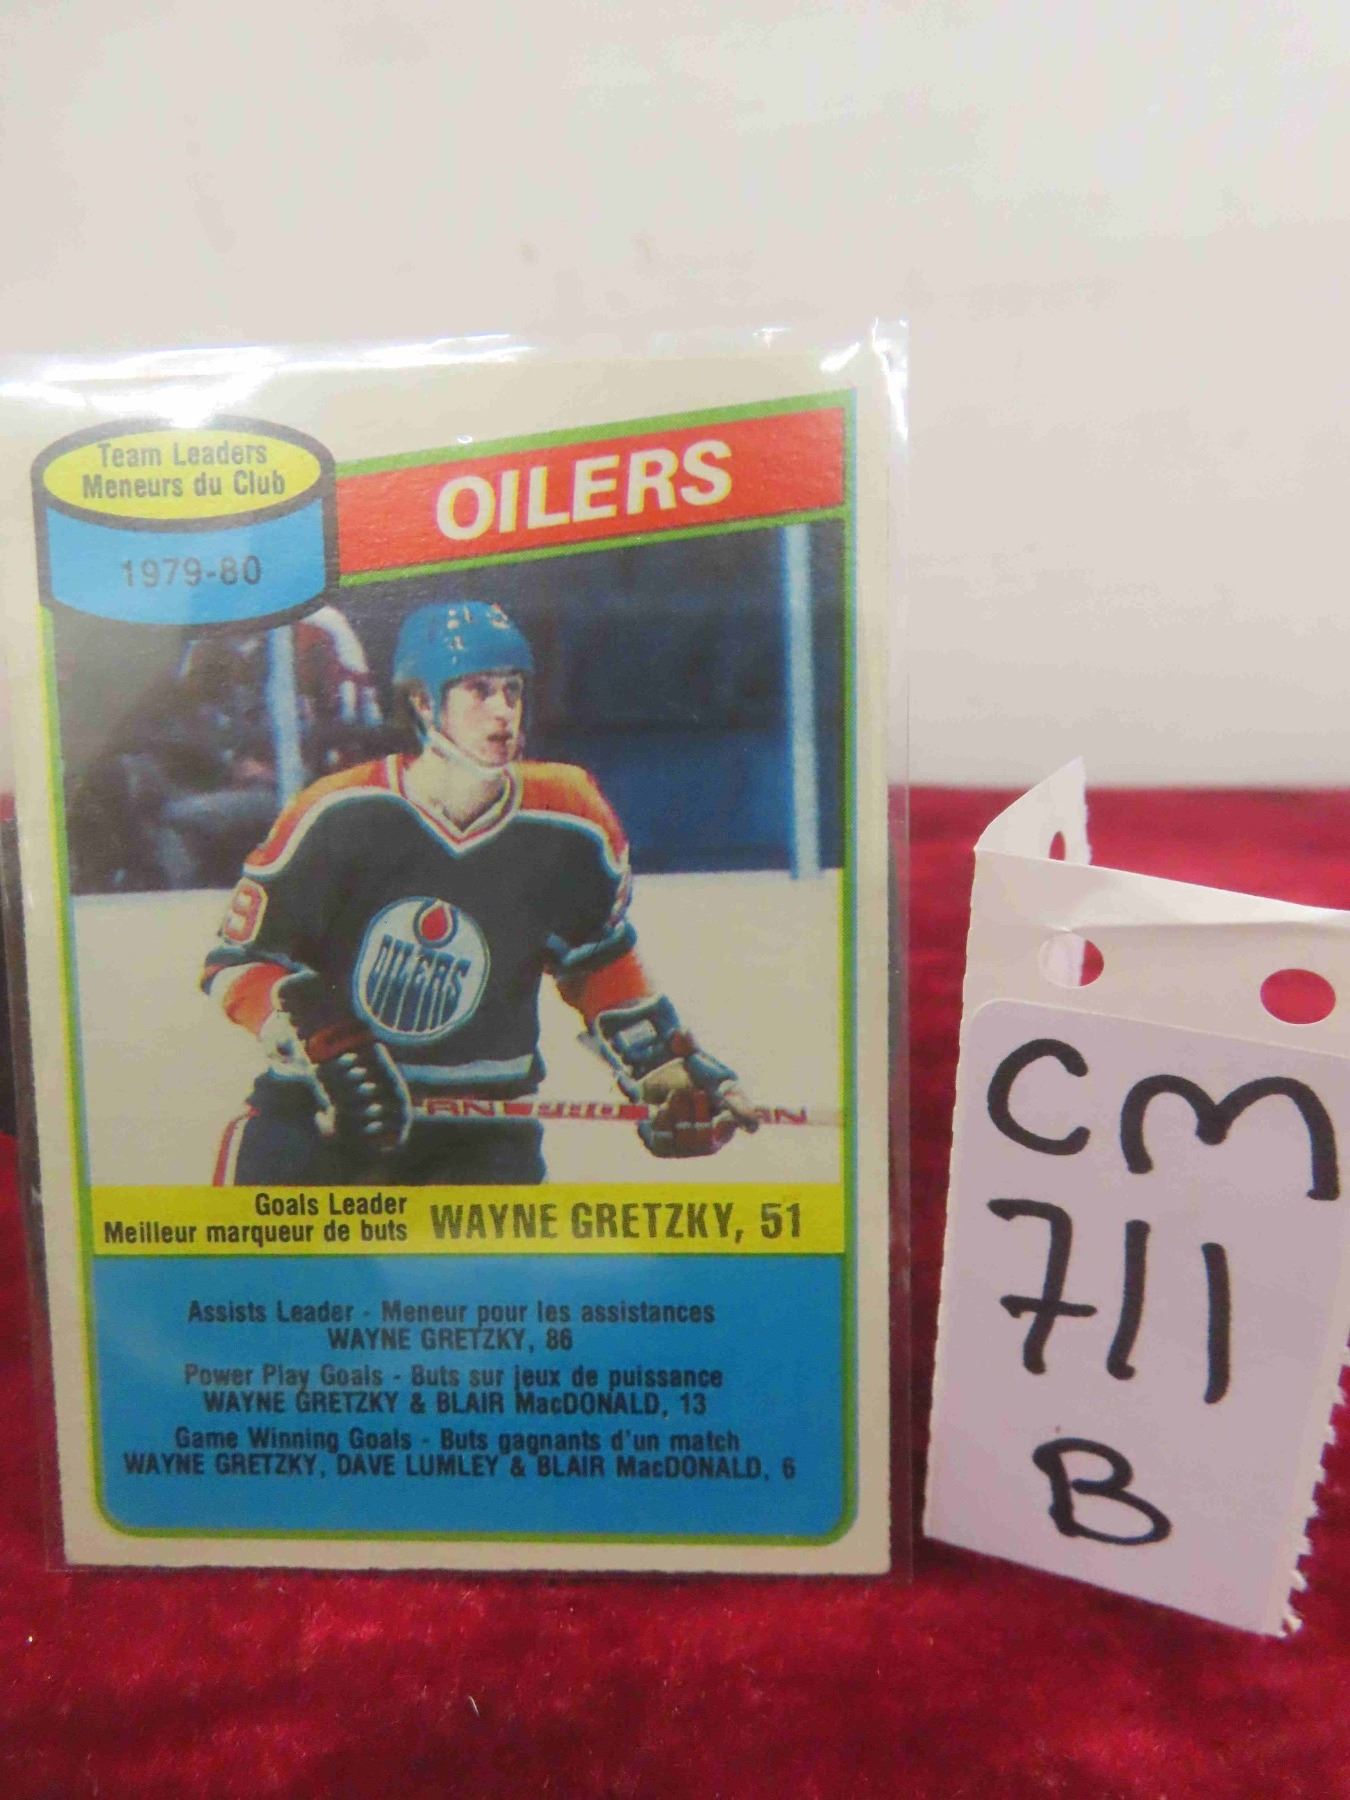 Team Leaders
Meneurs du Club
1979-80
OILERS
9
OILERS
Goals Leader
Meilleur marqueur de buts
WAYNE GRETZKY, 51
Assists Leader - Meneur pour les assistances
WAYNE GRETZKY, 86
Power Play Goals - Buts sur jeux de puissance
WAYNE GRETZKY & BLAIR MacDONALD, 13
Game Winning Goals - Buts gagnants d'un match
WAYNE GRETZKY, DAVE LUMLEY & BLAIR MacDONALD, 6
CM
711
B